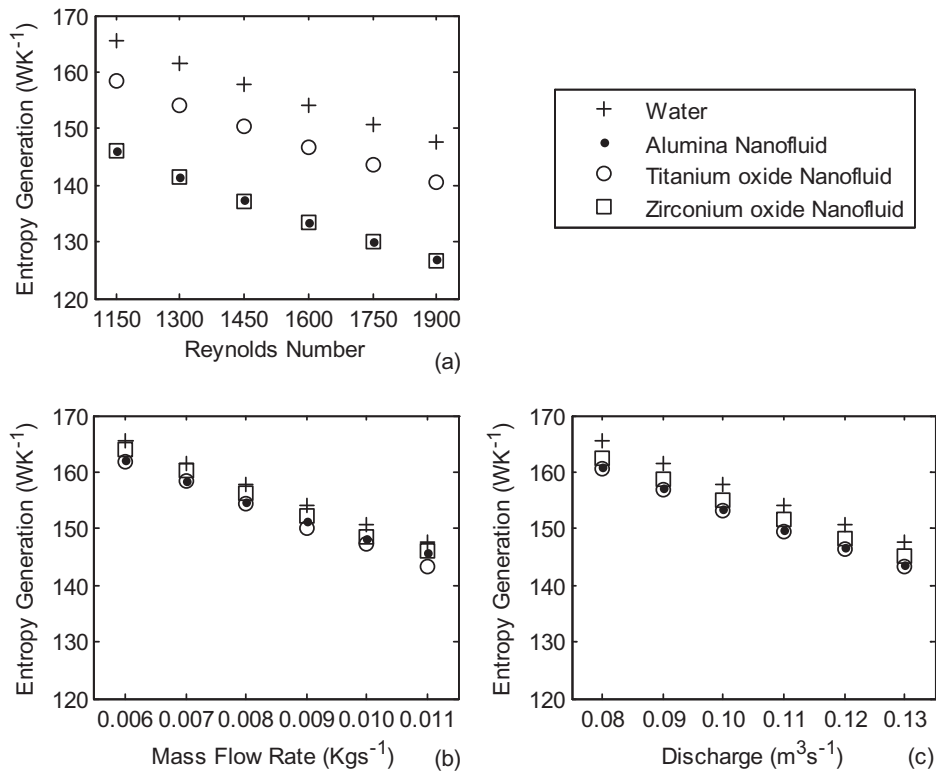 170
160
150
140
130
120
Entropy Generation (WK⁻¹)
1150 1300 1450 1600 1750 1900
Reynolds Number
(a)
Water
Alumina Nanofluid
Titanium oxide Nanofluid
Zirconium oxide Nanofluid
170
160
150
140
130
120
Entropy Generation (WK⁻¹)
0.006 0.007 0.008 0.009 0.010 0.011
Mass Flow Rate (Kgs⁻¹)
(b)
170
160
150
140
130
120
Entropy Generation (WK⁻¹)
0.08 0.09 0.10 0.11 0.12 0.13
Discharge (m³s⁻¹)
(c)